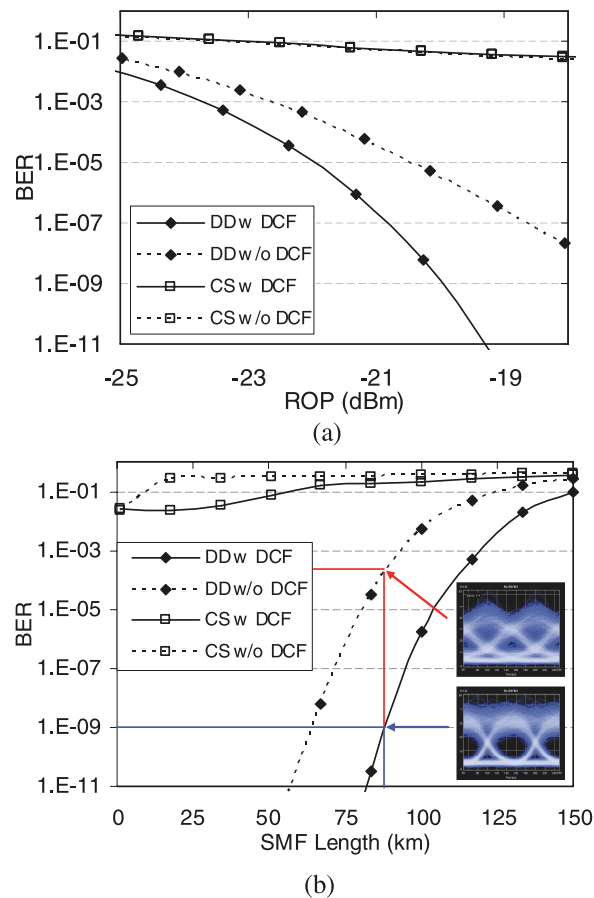 1.E-01
1.E-03
1.E-05
1.E-07
1.E-09
1.E-11
BER
DD w DCF
DD w/o DCF
CS w DCF
CS w/o DCF
-25
-23
-21
-19
ROP (dBm)
(a)
1.E-01
1.E-03
1.E-05
1.E-07
1.E-09
1.E-11
BER
DD w DCF
DD w/o DCF
CS w DCF
CS w/o DCF
0
25
50
75
100
125
150
SMF Length (km)
(b)